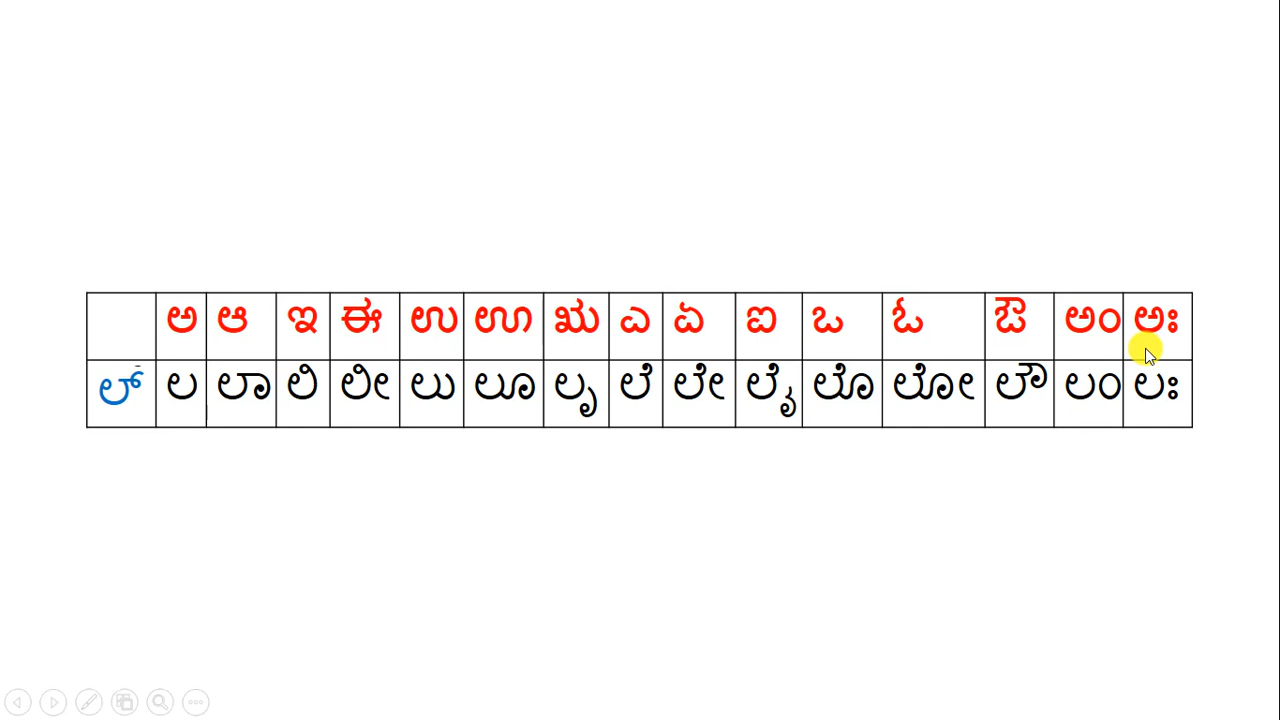 ಅ ಆ ಇ ಈ ಉ ಊ ಋ ಎ ಏ ಐ ಒ ಓ ಔ ಅಂ ಅಃ
ಲ್ ಲ ಲಾ ಲಿ ಲೀ ಲು ಲೂ ಲೃ ಲೆ ಲೇ ಲೈ ಲೊ ಲೋ ಲೌ ಲಂ ಲಃ